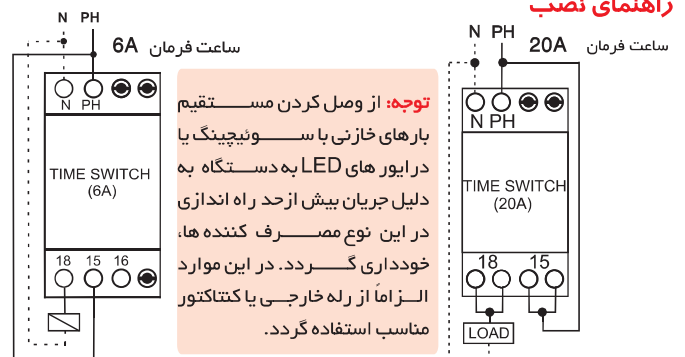 راهنمای نصب
ساعت فرمان 20A
N PH
N PH
TIME SWITCH
(20A)
18 15
LOAD
توجه: از وصل کردن مستقیم
بارهای خازنی با سوئیچینگ یا
درایور های LED به دستگاه به
دلیل جریان بیش ازحد راه اندازی
در این نوع مصرف کننده ها،
خودداری گردد. در این موارد
الزاماً از رله خارجی یا کنتاکتور
مناسب استفاده گردد.
ساعت فرمان 6A
N PH
N PH
TIME SWITCH
(6A)
18 15 16